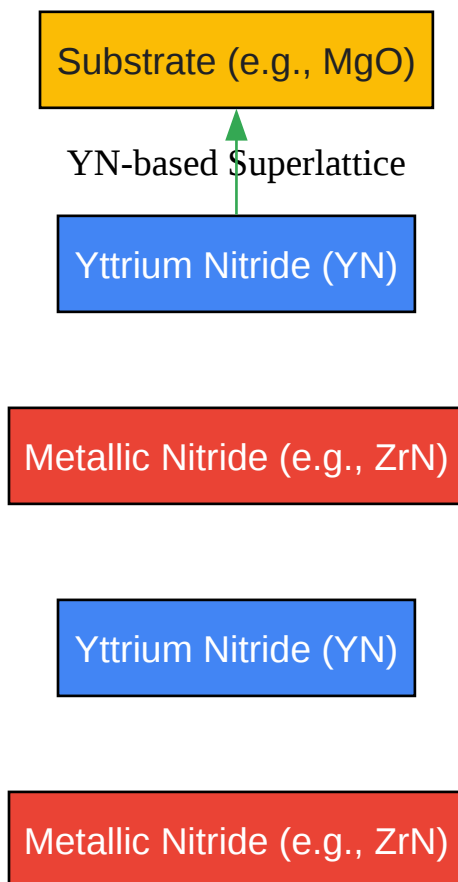 Substrate (e.g., MgO)
YN-based Superlattice
Yttrium Nitride (YN)
Metallic Nitride (e.g., ZrN)
Yttrium Nitride (YN)
Metallic Nitride (e.g., ZrN)